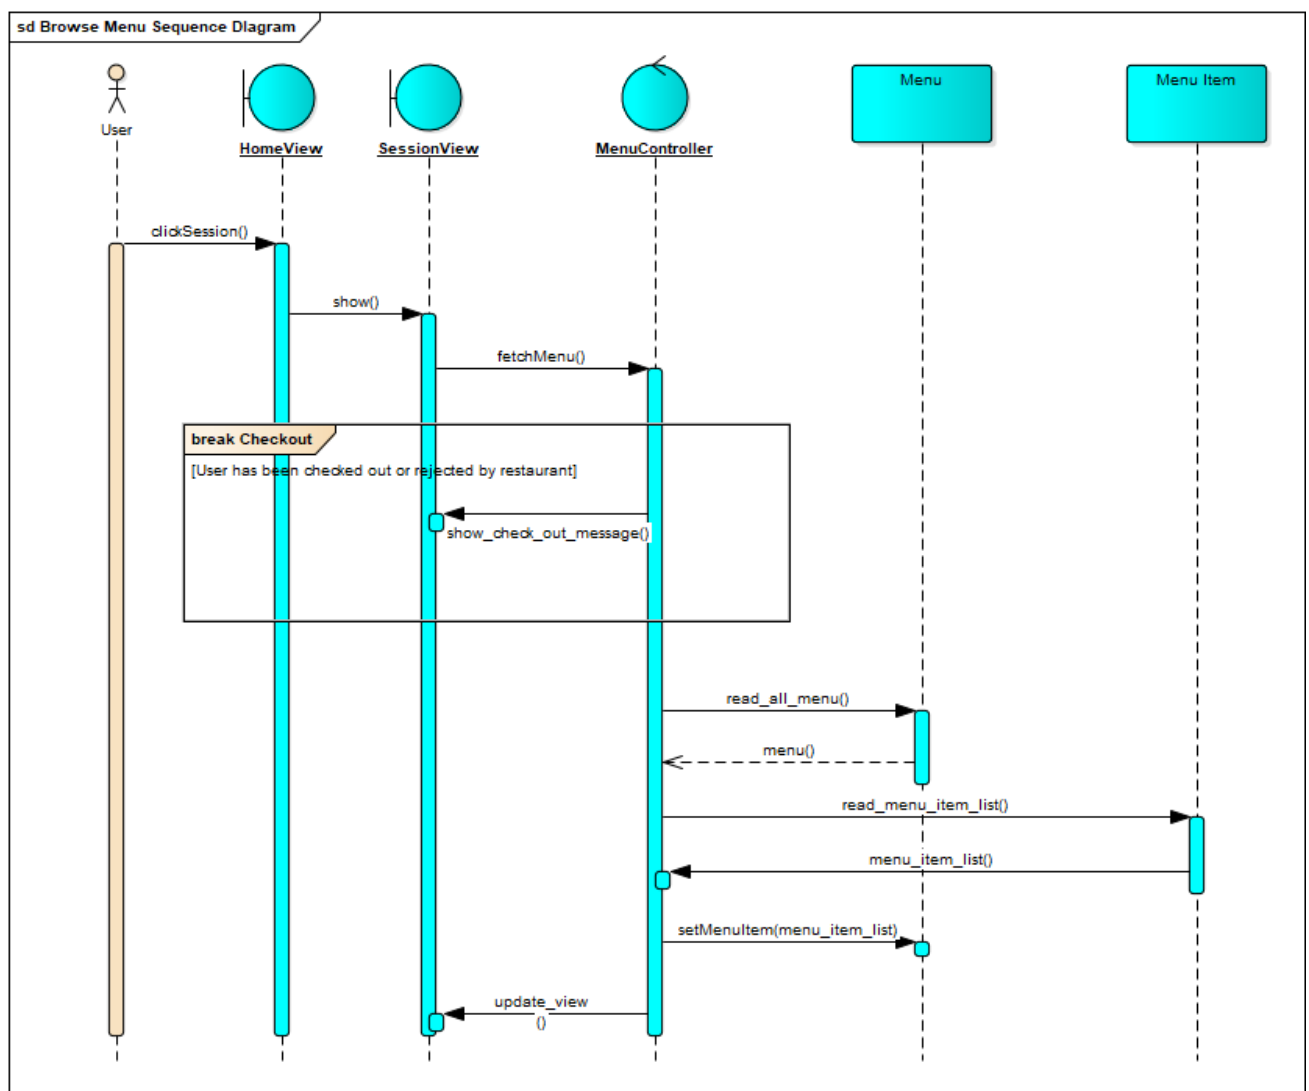 sd Browse Menu Sequence DIagram
User
HomeView
SessionView
MenuController
Menu
Menu Item
clickSession()
show()
fetchMenu()
break Checkout
[User has been checked out or rejected by restaurant]
show_check_out_message()
read_all_menu()
menu()
read_menu_item_list()
menu_item_list()
setMenuItem(menu_item_list)
update_view
()